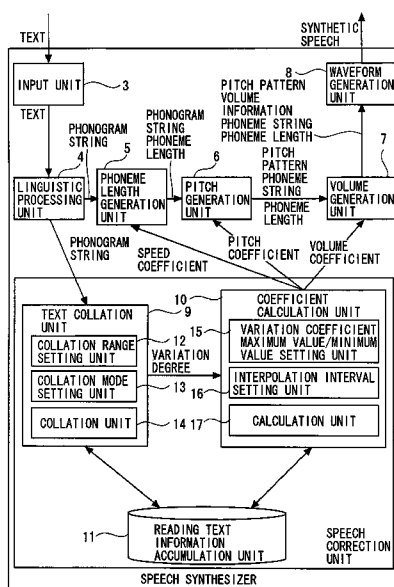 SYNTHETIC
SPEECH
TEXT
INPUT UNIT
3
8
WAVEFORM
GENERATION
UNIT
TEXT
PHONOGRAM
STRING
PHONOGRAM
STRING
PHONEME
LENGTH
PITCH PATTERN
VOLUME
INFORMATION
PHONEME STRING
PHONEME LENGTH
4
LINGUISTIC
PROCESSING
UNIT
5
PHONEME
LENGTH
GENERATION
UNIT
6
PITCH
GENERATION
UNIT
PITCH
PATTERN
PHONEME
STRING
PHONEME
LENGTH
7
VOLUME
GENERATION
UNIT
PHONOGRAM
STRING
SPEED
COEFFICIENT
PITCH
COEFFICIENT
VOLUME
COEFFICIENT
TEXT COLLATION
UNIT
9
COLLATION RANGE
SETTING UNIT
12
COLLATION MODE
SETTING UNIT
13
COLLATION UNIT
14
VARIATION
DEGREE
10
COEFFICIENT
CALCULATION UNIT
15
VARIATION COEFFICIENT
MAXIMUM VALUE/MINIMUM
VALUE SETTING UNIT
INTERPOLATION INTERVAL
SETTING UNIT
16
17
CALCULATION UNIT
11
READING TEXT
INFORMATION
ACCUMULATION UNIT
SPEECH
CORRECTION
UNIT
SPEECH SYNTHESIZER